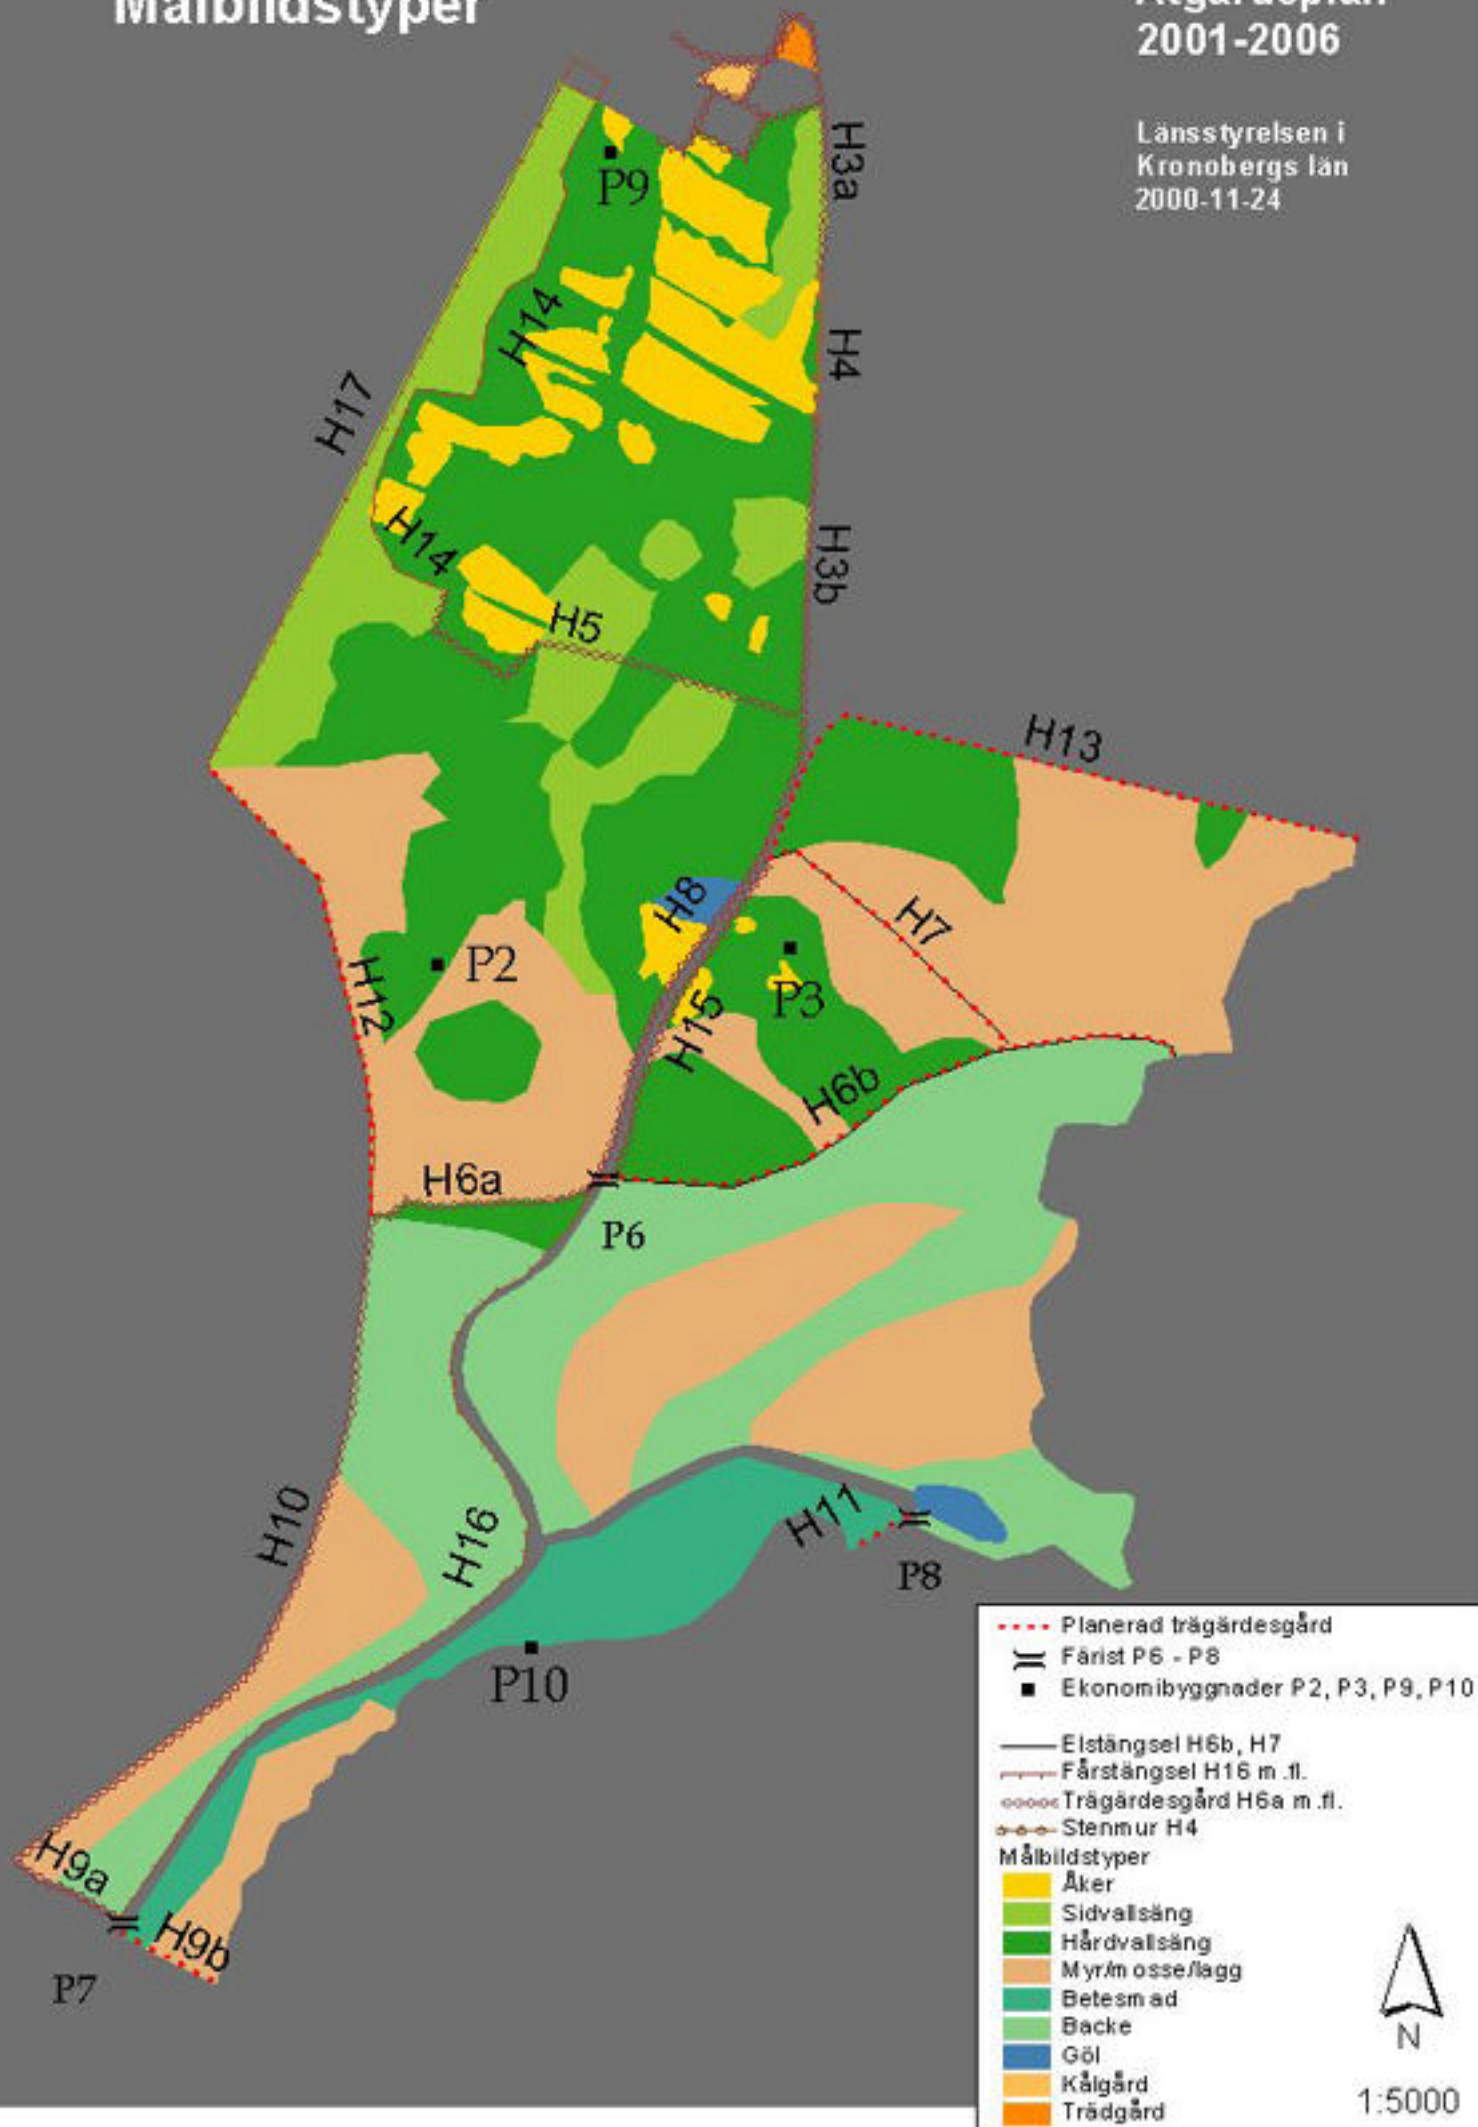 Målbildstyper
Åtgärdsplan
2001-2006
Länsstyrelsen i
Kronobergs län
2000-11-24
H3a
P9
H14
H4
H17
H14
H3b
H5
H13
H8
H7
P2
H12
P3
H15
H6b
H6a
P6
H10
H16
H11
P8
P10
H9a
H9b
P7
Planerad trägärdesgård
Färist P6 - P8
Ekonomibyggnader P2, P3, P9, P10
Elstängsel H6b, H7
Fårstängsel H16 m.fl.
Trägärdesgård H6a m.fl.
Stenmur H4
Målbildstyper
Åker
Sidvallsäng
Hårdvallsäng
Myr/mosse/lagg
Betesmad
Backe
Göl
Kålgård
Trädgård
N
1:5000